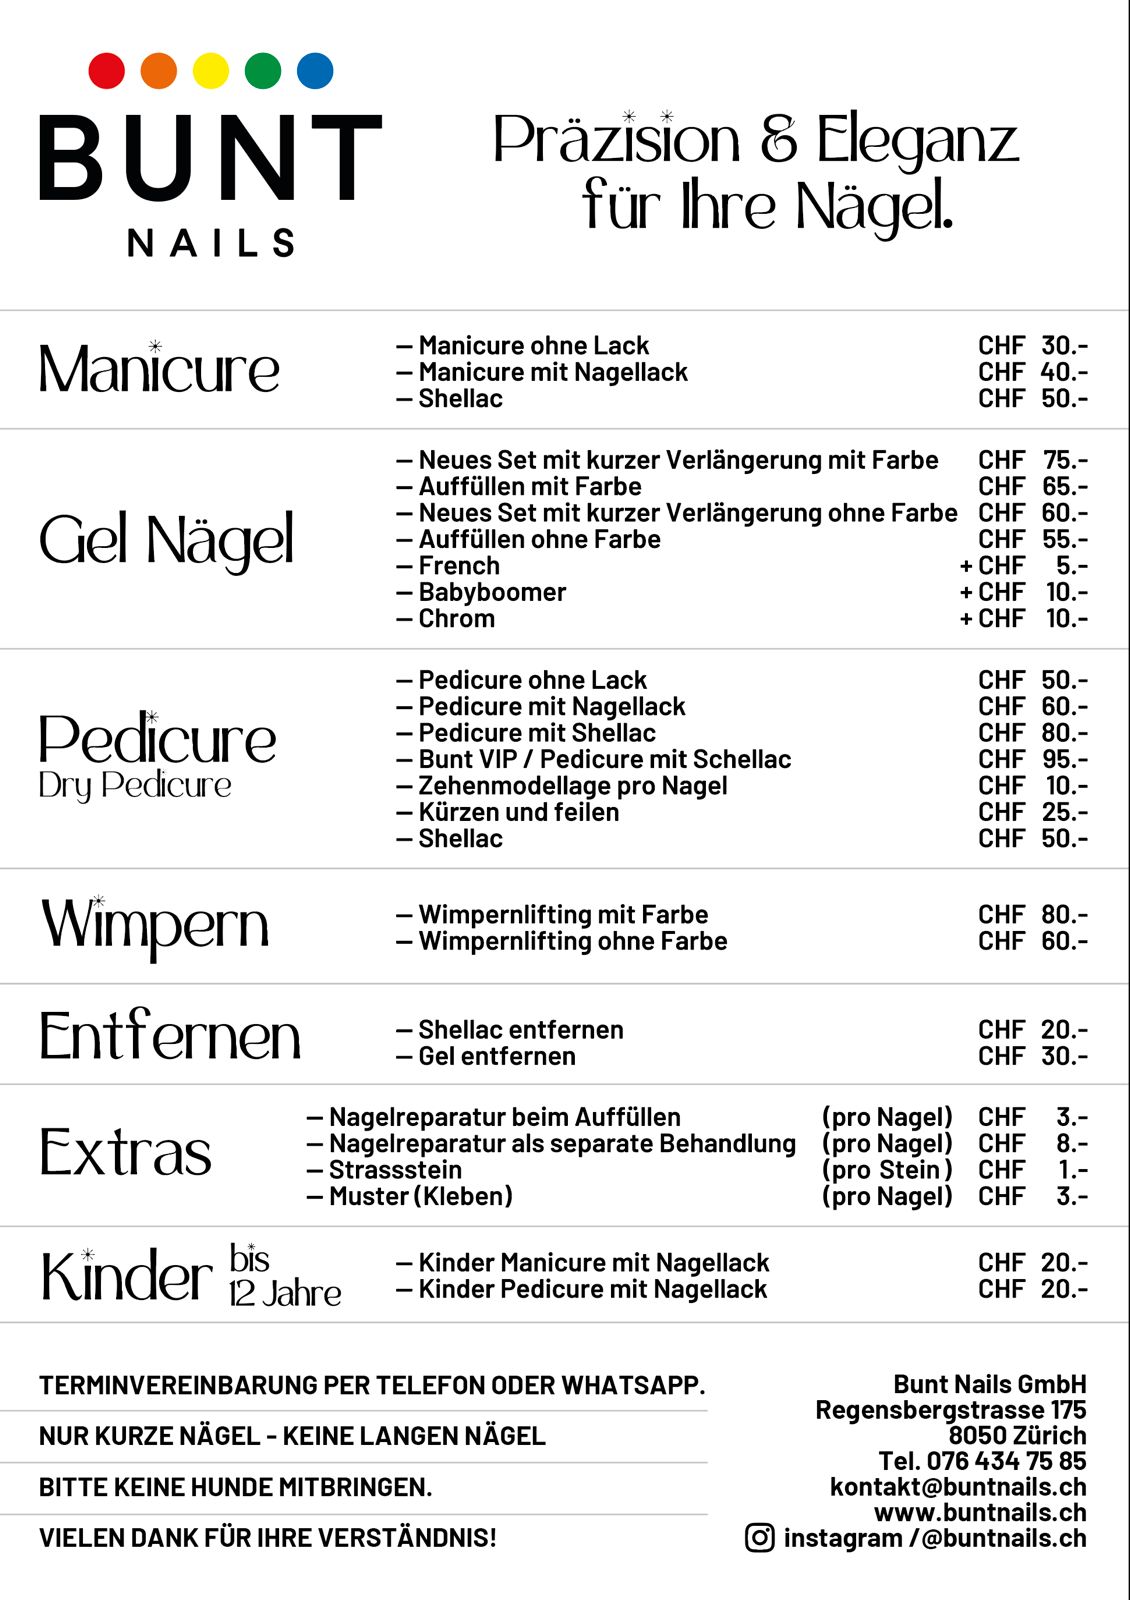 BUNT
NAILS
Präzision & Eleganz
für Ihre Nägel.
Manicure
– Manicure ohne Lack CHF 30.-
– Manicure mit Nagellack CHF 40.-
– Shellac CHF 50.-
Gel Nägel
– Neues Set mit kurzer Verlängerung mit Farbe CHF 75.-
– Auffüllen mit Farbe CHF 65.-
– Neues Set mit kurzer Verlängerung ohne Farbe CHF 60.-
– Auffüllen ohne Farbe CHF 55.-
– French + CHF 5.-
– Babyboomer + CHF 10.-
– Chrom + CHF 10.-
Pedicure
Dry Pedicure
– Pedicure ohne Lack CHF 50.-
– Pedicure mit Nagellack CHF 60.-
– Pedicure mit Shellac CHF 80.-
– Bunt VIP / Pedicure mit Schellac CHF 95.-
– Zehenmodellage pro Nagel CHF 10.-
– Kürzen und feilen CHF 25.-
– Shellac CHF 50.-
Wimpern
– Wimpernlifting mit Farbe CHF 80.-
– Wimpernlifting ohne Farbe CHF 60.-
Entfernen
– Shellac entfernen CHF 20.-
– Gel entfernen CHF 30.-
Extras
– Nagelreparatur beim Auffüllen (pro Nagel) CHF 3.-
– Nagelreparatur als separate Behandlung (pro Nagel) CHF 8.-
– Strassstein (pro Stein) CHF 1.-
– Muster (Kleben) (pro Nagel) CHF 3.-
Kinder bis
12 Jahre
– Kinder Manicure mit Nagellack CHF 20.-
– Kinder Pedicure mit Nagellack CHF 20.-
TERMINVEREINBARUNG PER TELEFON ODER WHATSAPP.
NUR KURZE NÄGEL - KEINE LANGEN NÄGEL
BITTE KEINE HUNDE MITBRINGEN.
VIELEN DANK FÜR IHRE VERSTÄNDNIS!
Bunt Nails GmbH
Regensbergstrasse 175
8050 Zürich
Tel. 076 434 75 85
kontakt@buntnails.ch
www.buntnails.ch
instagram /@buntnails.ch